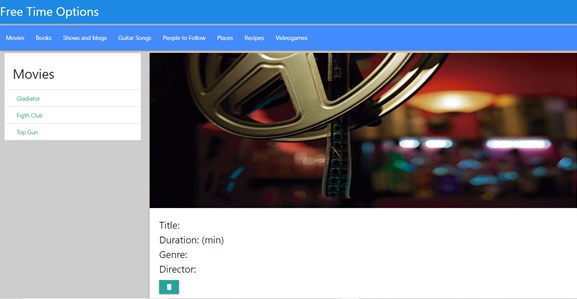 Free Time Options
Movies Books Shows and blogs Guitar Songs People to Follow Places Recipes Videogames
Movies
Gladiator
Figth Club
Top Gun
Title:
Duration: (min)
Genre:
Director: